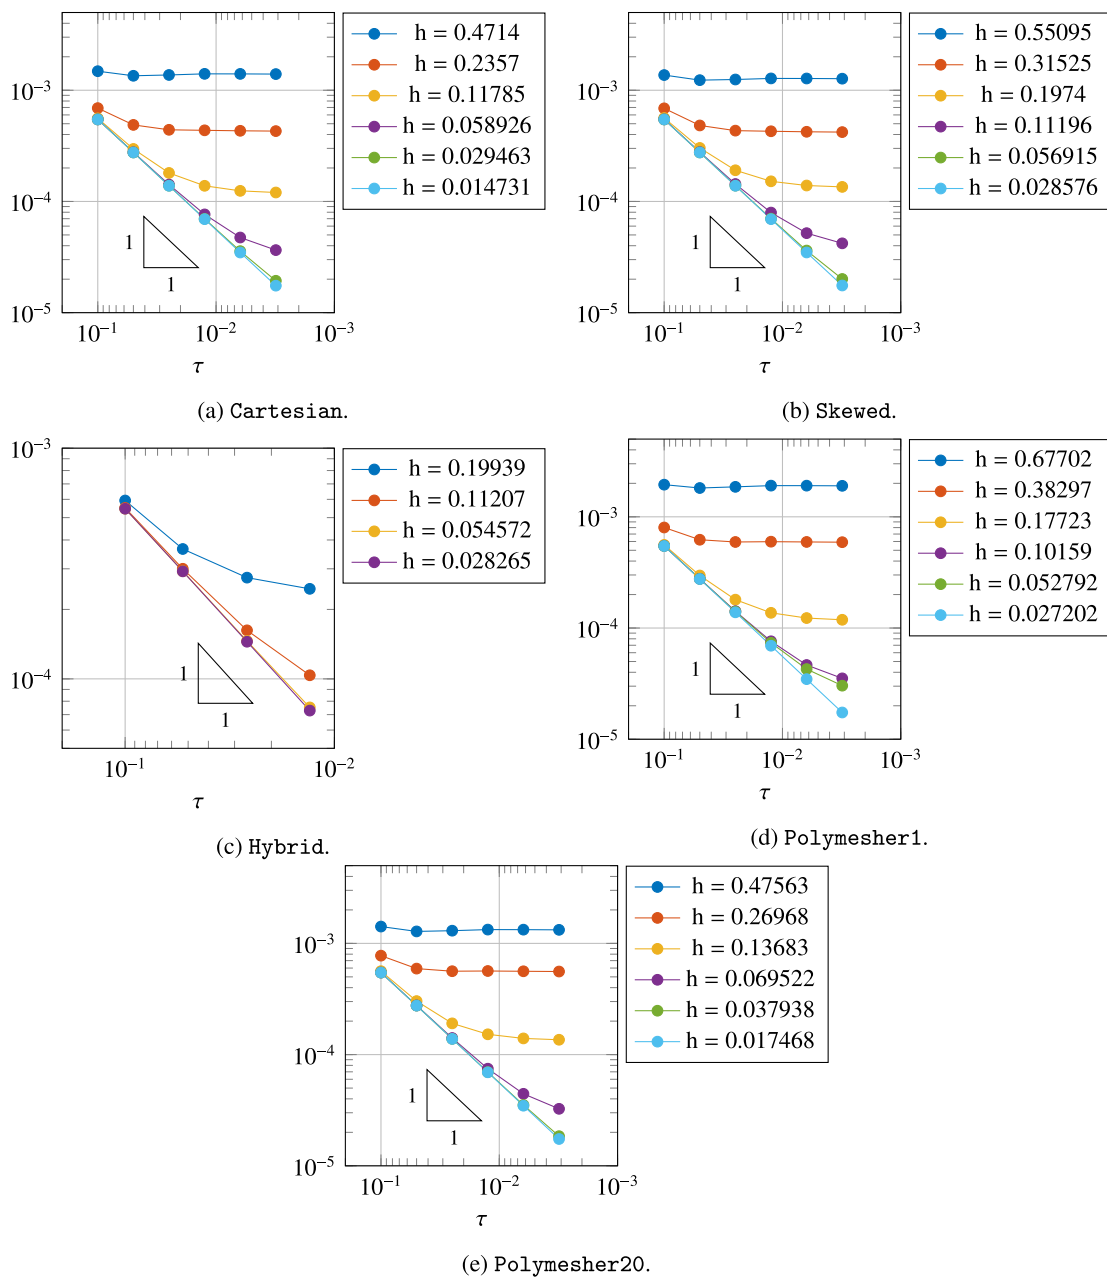 10⁻³
10⁻⁴
10⁻⁵
10⁻¹
10⁻²
10⁻³
τ
1
1
h = 0.4714
h = 0.2357
h = 0.11785
h = 0.058926
h = 0.029463
h = 0.014731
(a) Cartesian.
10⁻³
10⁻⁴
10⁻⁵
10⁻¹
10⁻²
10⁻³
τ
1
1
h = 0.55095
h = 0.31525
h = 0.1974
h = 0.11196
h = 0.056915
h = 0.028576
(b) Skewed.
10⁻³
10⁻⁴
10⁻¹
10⁻²
τ
1
1
h = 0.19939
h = 0.11207
h = 0.054572
h = 0.028265
(c) Hybrid.
10⁻³
10⁻⁴
10⁻⁵
10⁻¹
10⁻²
10⁻³
τ
1
1
h = 0.67702
h = 0.38297
h = 0.17723
h = 0.10159
h = 0.052792
h = 0.027202
(d) Polymesher1.
10⁻³
10⁻⁴
10⁻⁵
10⁻¹
10⁻²
10⁻³
τ
1
1
h = 0.47563
h = 0.26968
h = 0.13683
h = 0.069522
h = 0.037938
h = 0.017468
(e) Polymesher20.